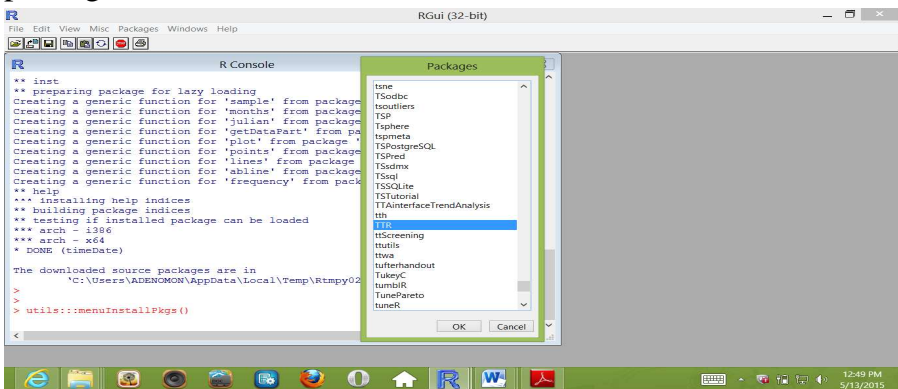 RGui (32-bit)
File Edit View Misc Packages Windows Help
R Console
** inst
** preparing package for lazy loading
Creating a generic function for 'sample' from package
Creating a generic function for 'months' from package
Creating a generic function for 'julian' from package
Creating a generic function for 'getDataPart' from pa
Creating a generic function for 'plot' from package '
Creating a generic function for 'points' from package
Creating a generic function for 'lines' from package
Creating a generic function for 'abline' from package
Creating a generic function for 'frequency' from pack
** help
*** installing help indices
** building package indices
** testing if installed package can be loaded
*** arch - i386
*** arch - x64
* DONE (timeDate)
The downloaded source packages are in
'C:\Users\ADENOMON\AppData\Local\Temp\Rtmpy02
>
>
> utils:::menuInstallPkgs()
Packages
tsne
TSodbc
tsoutliers
TSP
Tsphere
tspmeta
TSPostgreSQL
TSPred
TSsdmx
TSsql
TSSQLite
TSTutorial
TTAinterfaceTrendAnalysis
tth
TTR
ttScreening
ttutils
ttwa
tufterhandout
TukeyC
tumblR
TunePareto
tuneR
OK Cancel
12:49 PM
5/13/2015